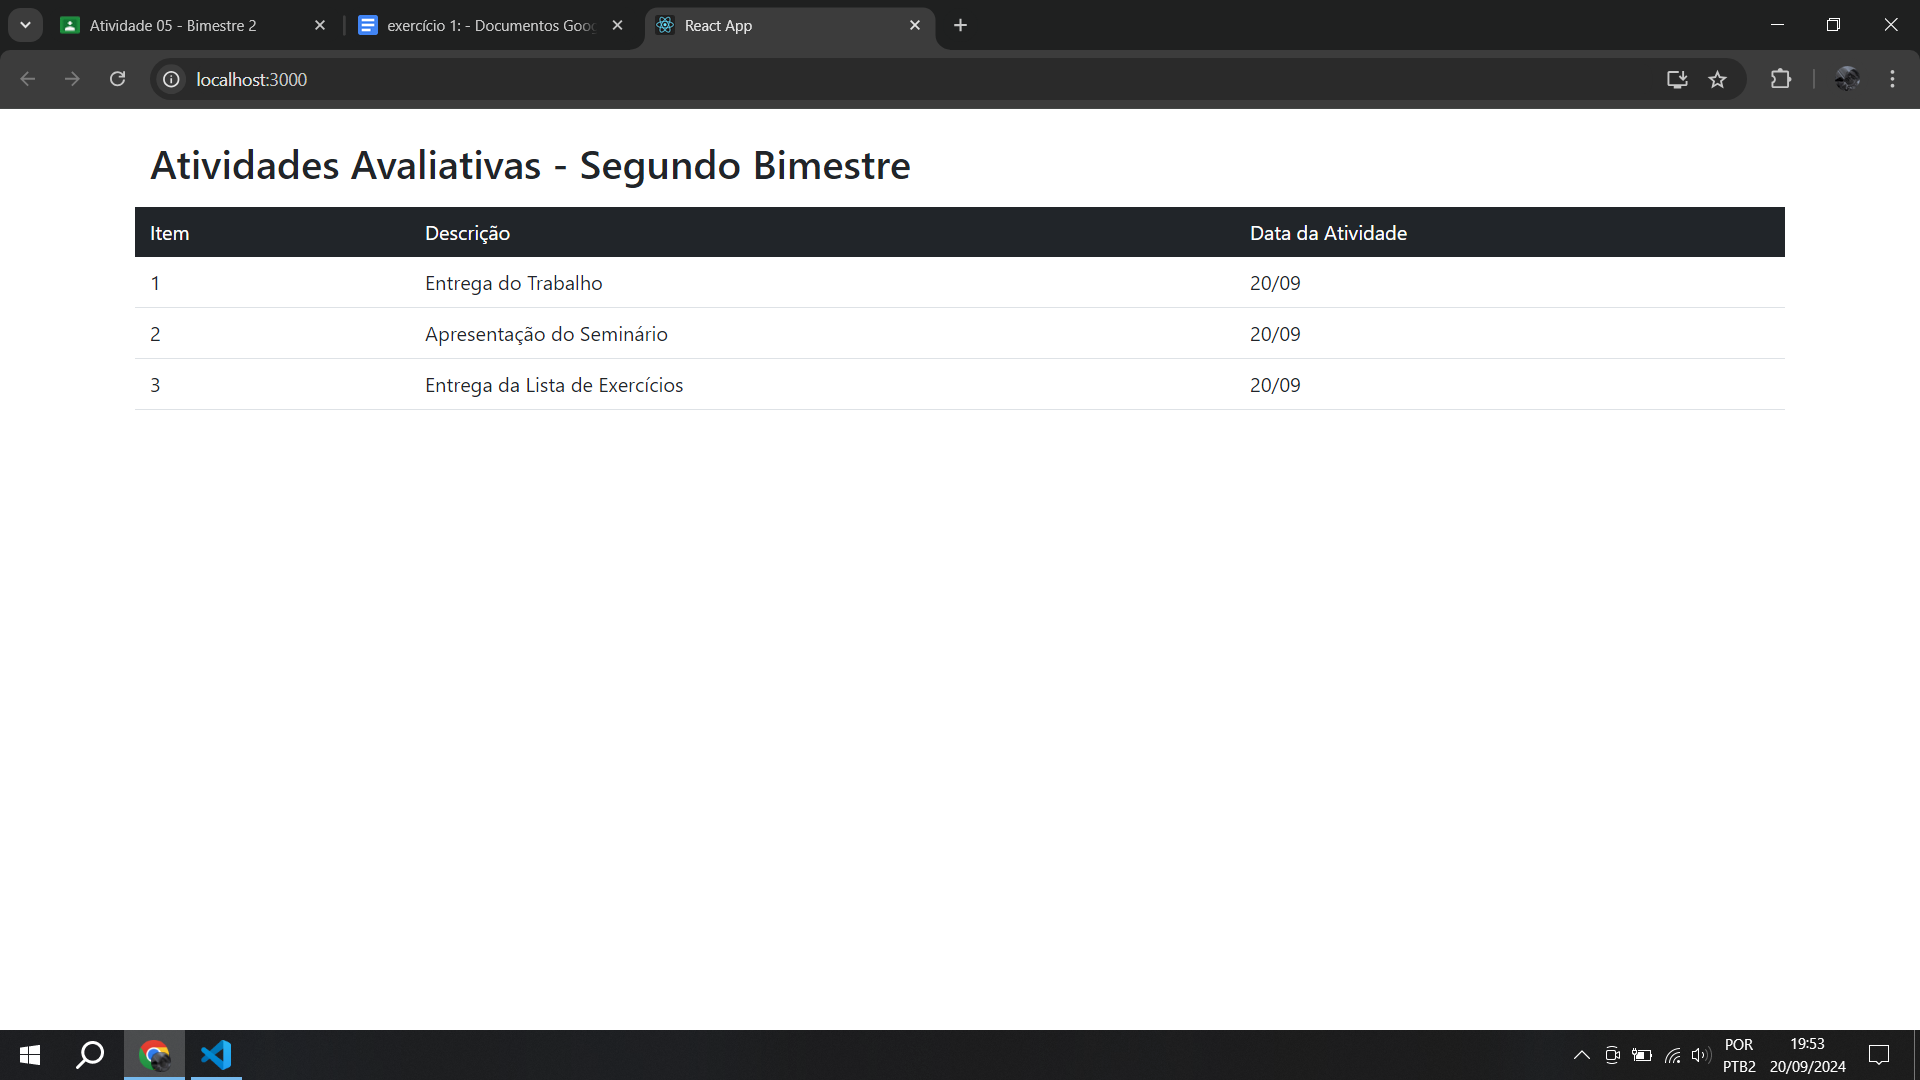 Atividade 05 - Bimestre 2
exercício 1: - Documentos Goo
React App
localhost:3000
Atividades Avaliativas - Segundo Bimestre
Item Descrição Data da Atividade
1 Entrega do Trabalho 20/09
2 Apresentação do Seminário 20/09
3 Entrega da Lista de Exercícios 20/09
POR 19:53
PTB2 20/09/2024